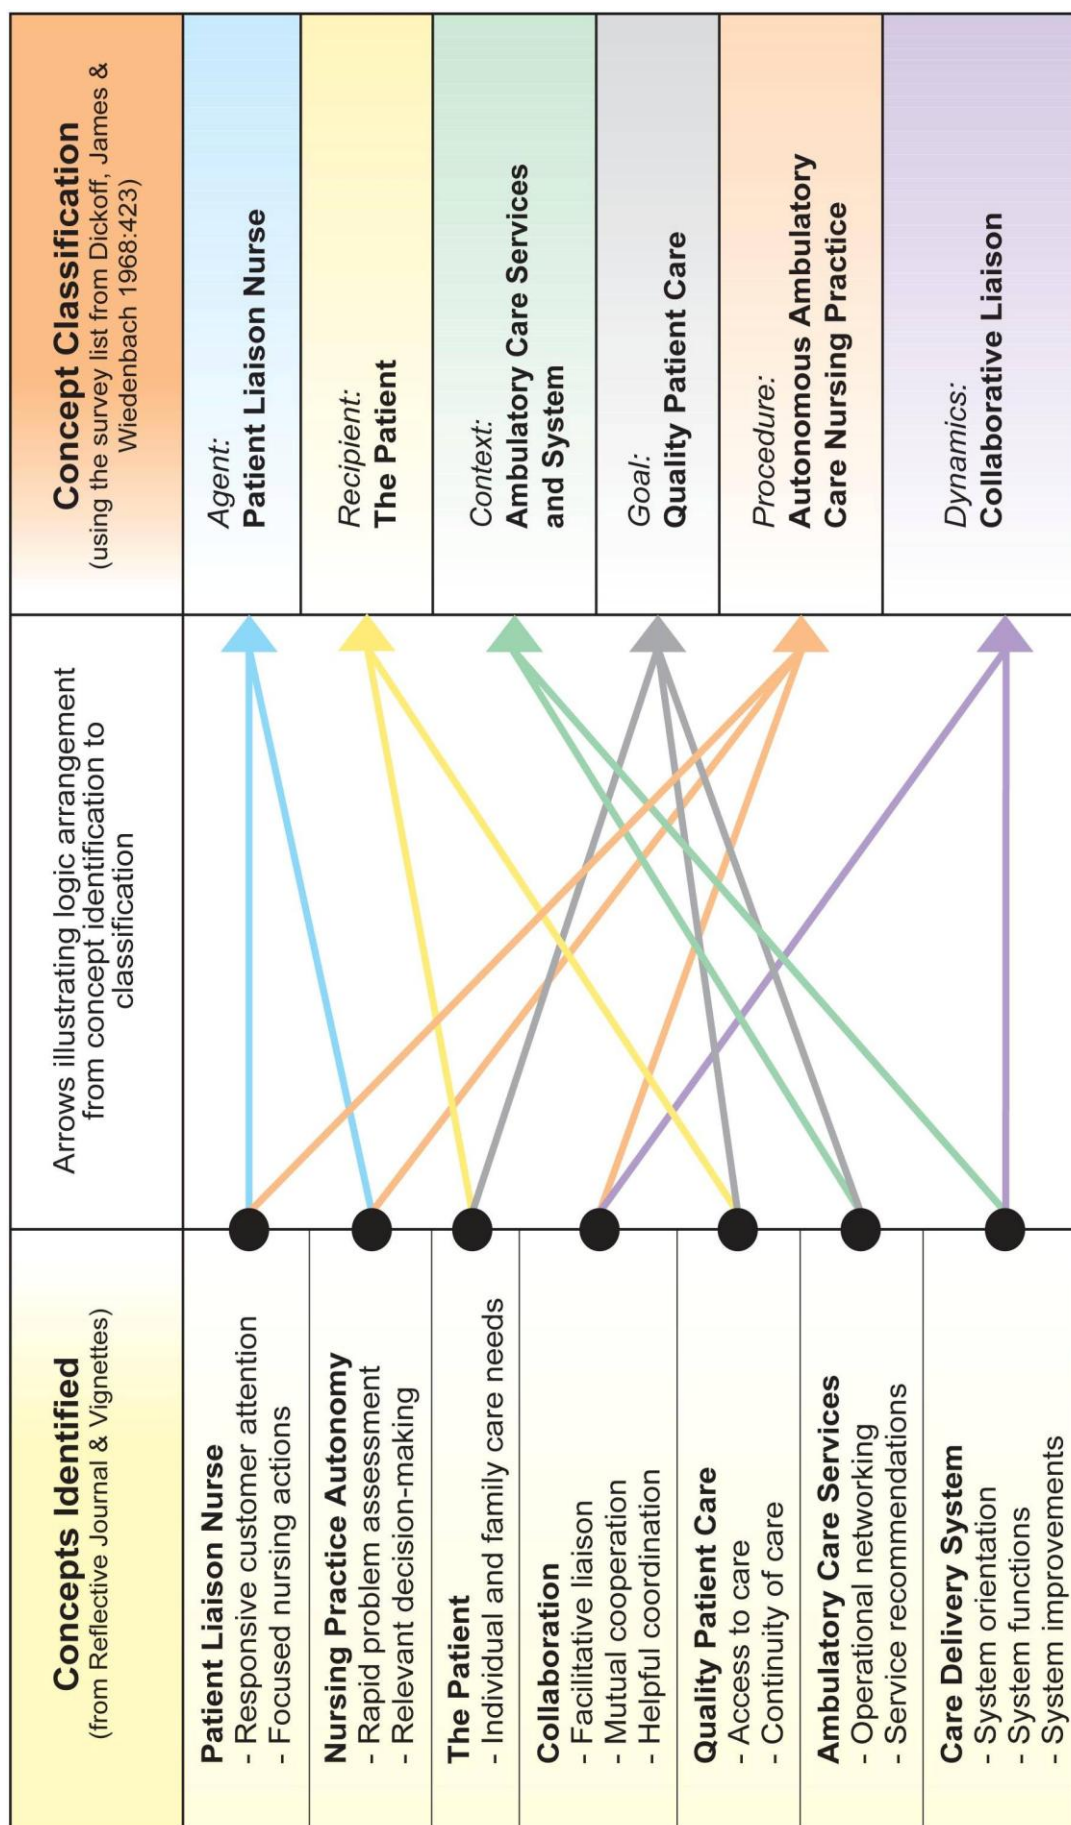 Concepts Identified
(from Reflective Journal & Vignettes)
Patient Liaison Nurse
- Responsive customer attention
- Focused nursing actions
Nursing Practice Autonomy
- Rapid problem assessment
- Relevant decision-making
The Patient
- Individual and family care needs
Collaboration
- Facilitative liaison
- Mutual cooperation
- Helpful coordination
Quality Patient Care
- Access to care
- Continuity of care
Ambulatory Care Services
- Operational networking
- Service recommendations
Care Delivery System
- System orientation
- System functions
- System improvements
Arrows illustrating logic arrangement
from concept identification to
classification
Concept Classification
(using the survey list from Dickoff, James &
Wiedenbach 1968:423)
Agent:
Patient Liaison Nurse
Recipient:
The Patient
Context:
Ambulatory Care Services
and System
Goal:
Quality Patient Care
Procedure:
Autonomous Ambulatory
Care Nursing Practice
Dynamics:
Collaborative Liaison